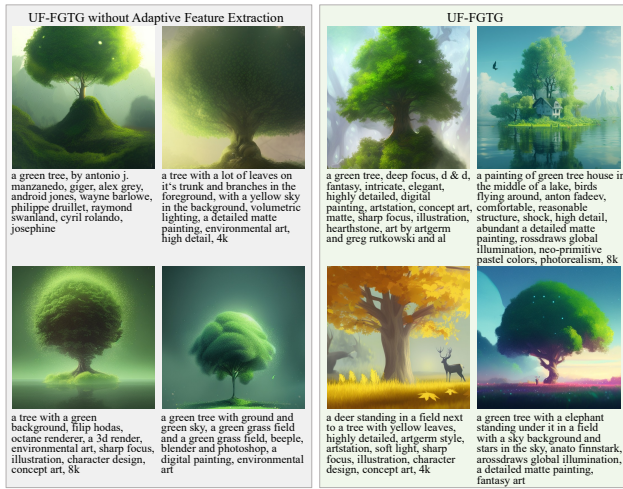 UF-FGTG without Adaptive Feature Extraction
a green tree, by antonio j.
manzanedo, giger, alex grey,
android jones, wayne barlowe,
philippe druillet, raymond
swanland, cyril rolando,
josephine
a tree with a lot of leaves on
it's trunk and branches in the
foreground, with a yellow sky
in the background, volumetric
lighting, a detailed matte
painting, environmental art,
high detail, 4k
a tree with a green
background, filip hodas,
octane renderer, a 3d render,
environmental art, sharp focus,
illustration, character design,
concept art, 8k
a green tree with ground and
green sky, a green grass field
and a green grass field, beeple,
blender and photoshop, a
digital painting, environmental
art
UF-FGTG
a green tree, deep focus, d & d,
fantasy, intricate, elegant,
highly detailed, digital
painting, artstation, concept art,
matte, sharp focus, illustration,
hearthstone, art by artgerm
and greg rutkowski and al
a painting of green tree house in
the middle of a lake, birds
flying around, anton fadeev,
comfortable, reasonable
structure, shock, high detail,
abundant a detailed matte
painting, rossdraws global
illumination, neo-primitive
pastel colors, photorealism, 8k
a deer standing in a field next
to a tree with yellow leaves,
highly detailed, artgerm style,
artstation, soft light, sharp
focus, illustration, character
design, concept art, 4k
a green tree with a elephant
standing under it in a field
with a sky background and
stars in the sky, anato finnstark,
arossdraws global illumination,
a detailed matte painting,
fantasy art